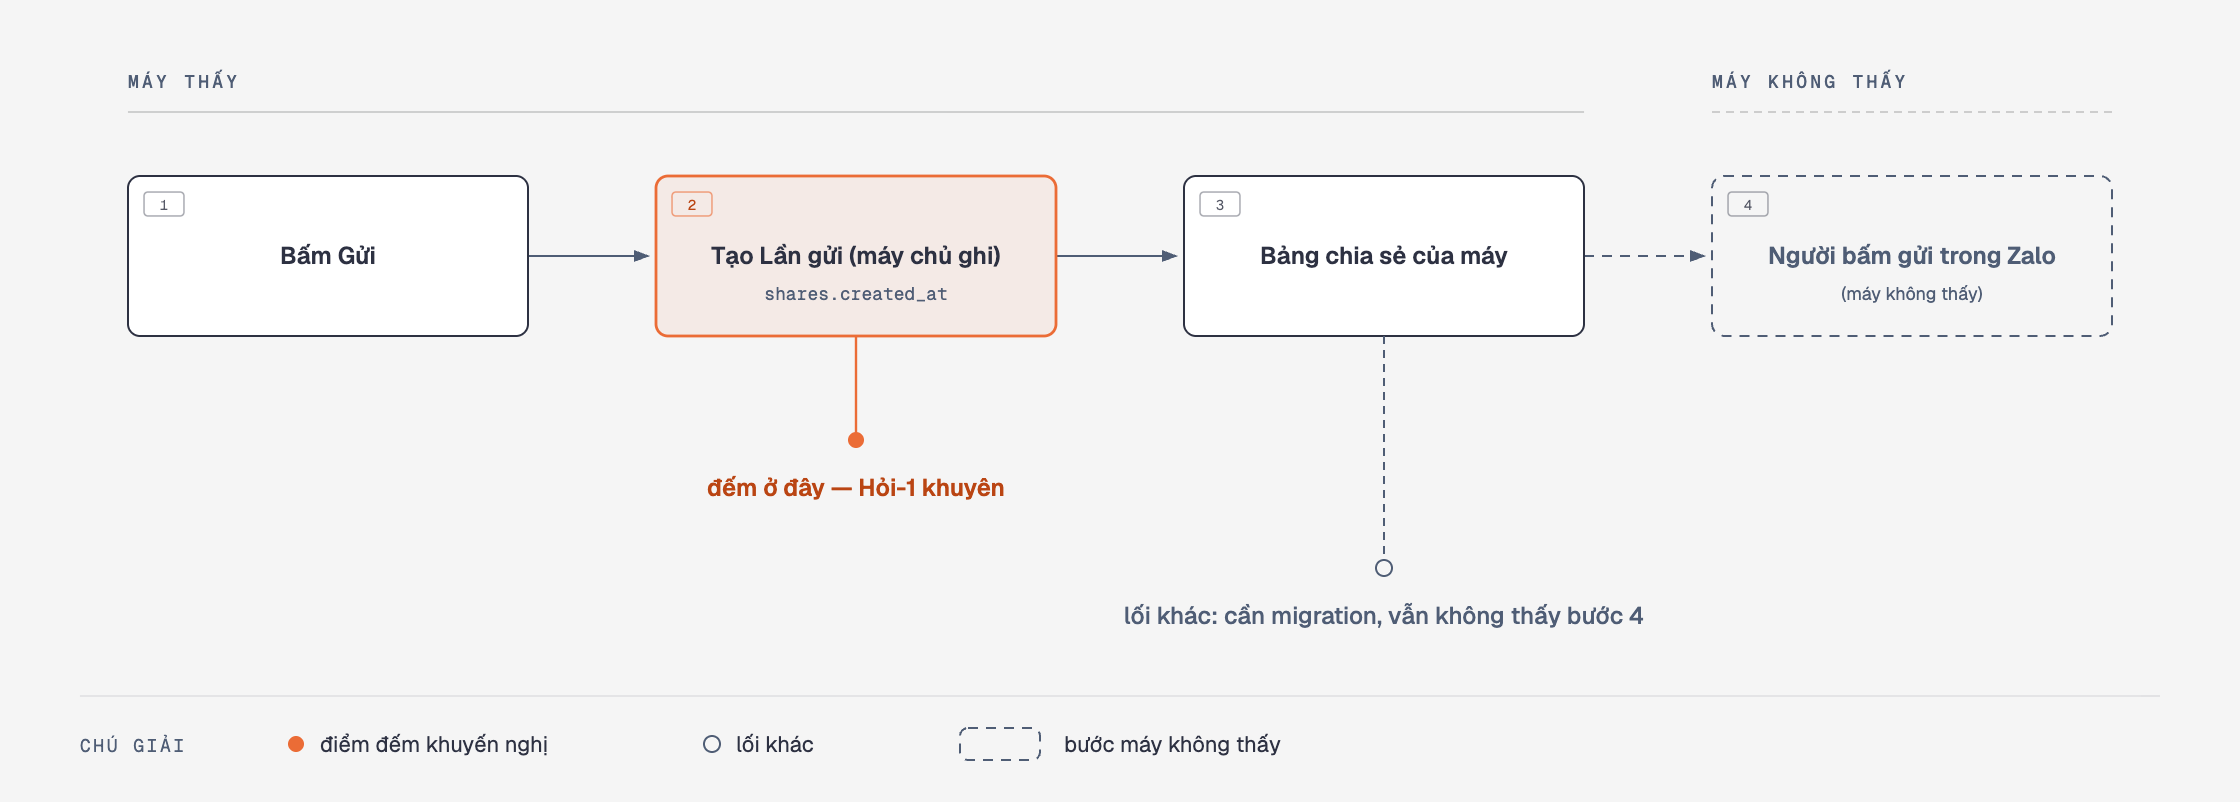 MÁY THẤY
MÁY KHÔNG THẤY
1
Bấm Gửi
2
Tạo Lần gửi (máy chủ ghi)
shares.created_at
3
Bảng chia sẻ của máy
4
Người bấm gửi trong Zalo
(máy không thấy)
đếm ở đây — Hỏi-1 khuyên
lối khác: cần migration, vẫn không thấy bước 4
CHÚ GIẢI
điểm đếm khuyến nghị
lối khác
bước máy không thấy